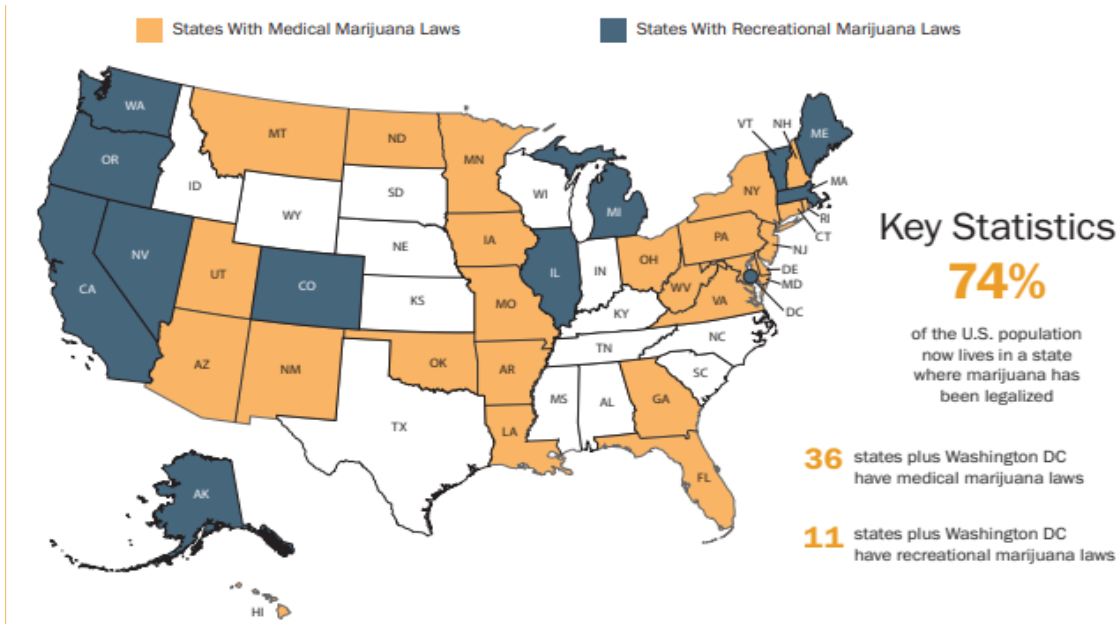 States With Medical Marijuana Laws
States With Recreational Marijuana Laws
WA
MT
ND
MN
VT
NH
ME
OR
ID
SD
WI
MI
NY
MA
WY
RI
CT
IA
PA
NV
NE
NJ
UT
IL
IN
OH
DE
CA
CO
WV
MD
KS
MO
VA
DC
KY
NC
AZ
NM
OK
AR
TN
SC
MS
AL
GA
TX
LA
FL
AK
HI
Key Statistics
74%
of the U.S. population
now lives in a state
where marijuana has
been legalized
36 states plus Washington DC
have medical marijuana laws
11 states plus Washington DC
have recreational marijuana laws